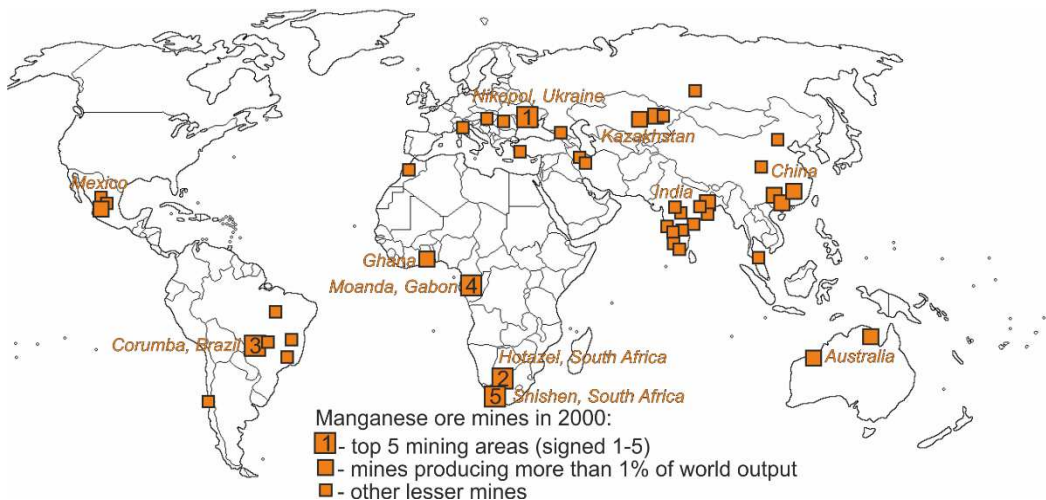 Nikopol, Ukraine
1
Kazakhstan
Mexico
China
India
Ghana
Moanda, Gabon
4
Corumba, Brazil
3
Hotazel, South Africa
2
Australia
5
Shishen, South Africa
Manganese ore mines in 2000:
1 - top 5 mining areas (signed 1-5)
- mines producing more than 1% of world output
- other lesser mines